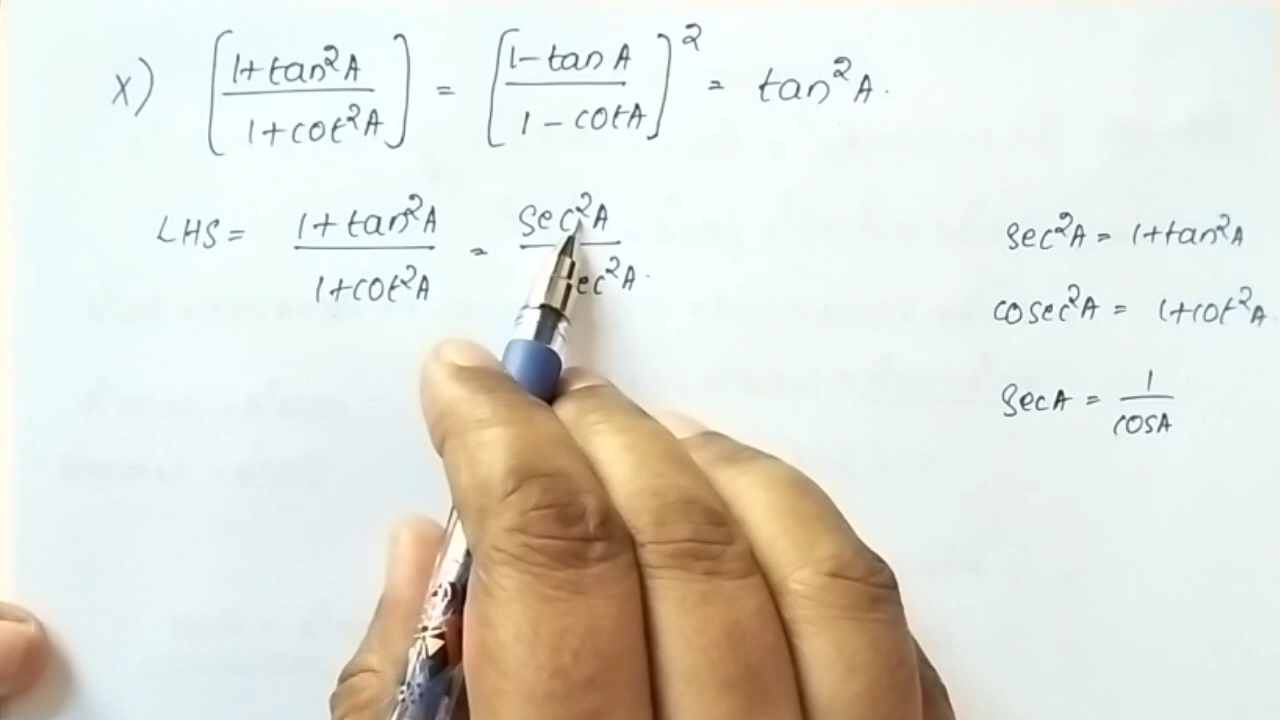 x) [1+tan²A / 1+cot²A] = [1-tan A / 1-cotA]² = tan²A.
LHS = 1+tan²A / 1+cot²A = sec²A / ec²A.
sec²A = 1+tan²A
cosec²A = 1+cot²A
secA = 1 / cosA